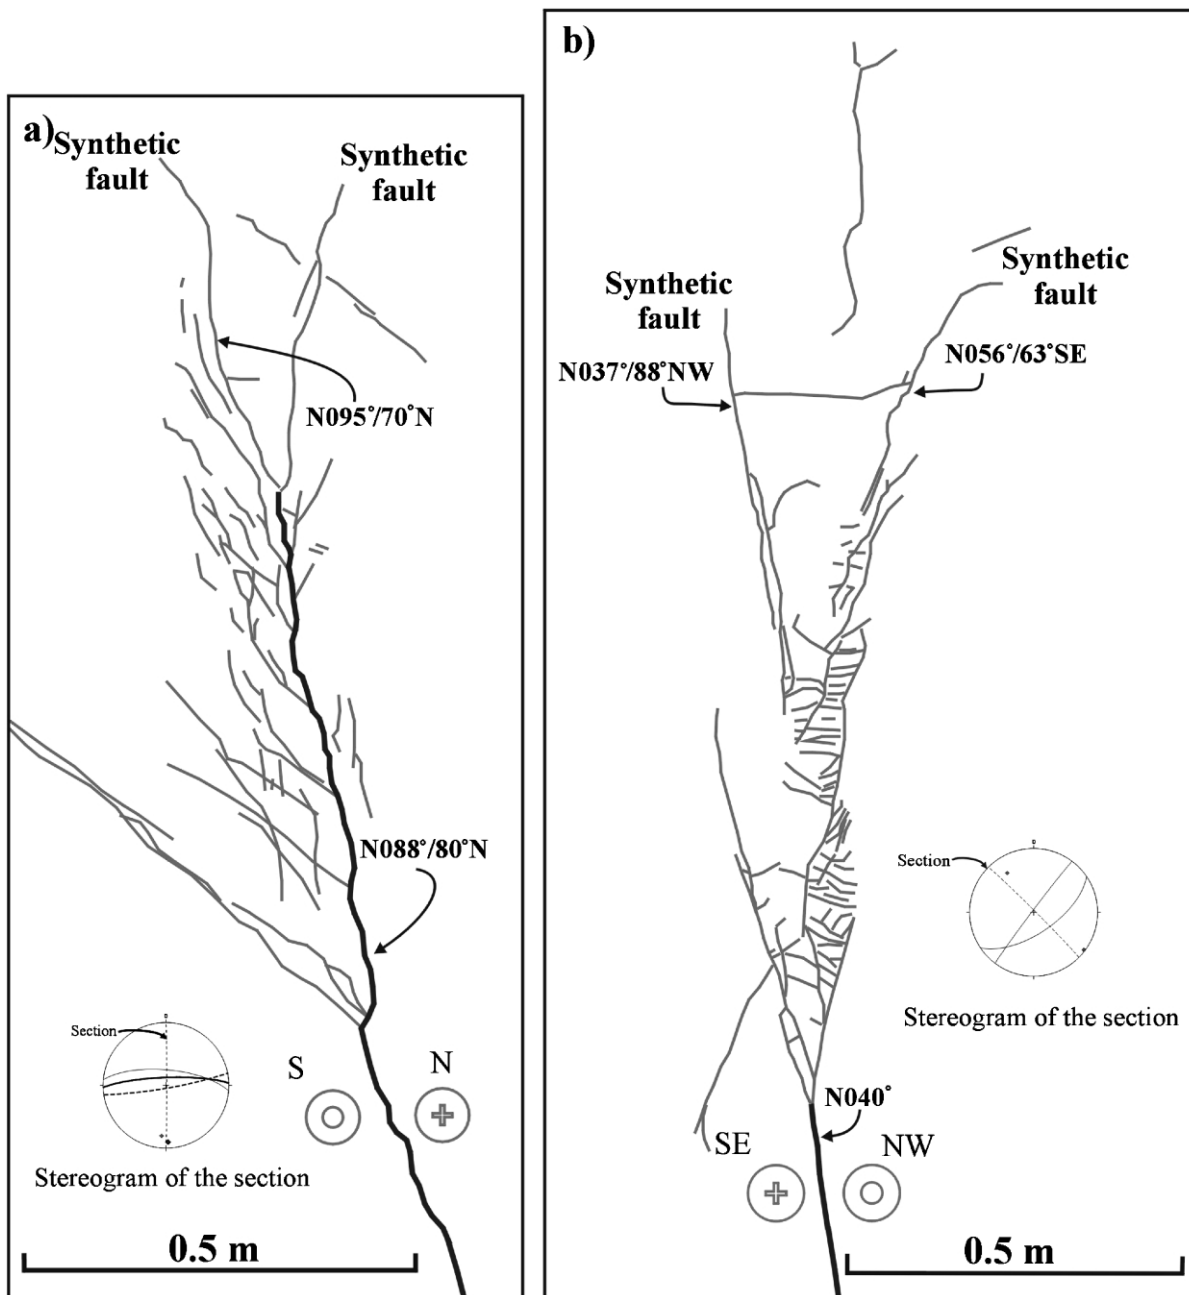 a)
Synthetic
fault
Synthetic
fault
N095°/70°N
N088°/80°N
Section
S
N
Stereogram of the section
0.5 m
b)
Synthetic
fault
Synthetic
fault
N037°/88°NW
N056°/63°SE
Section
Stereogram of the section
N040°
SE
NW
0.5 m